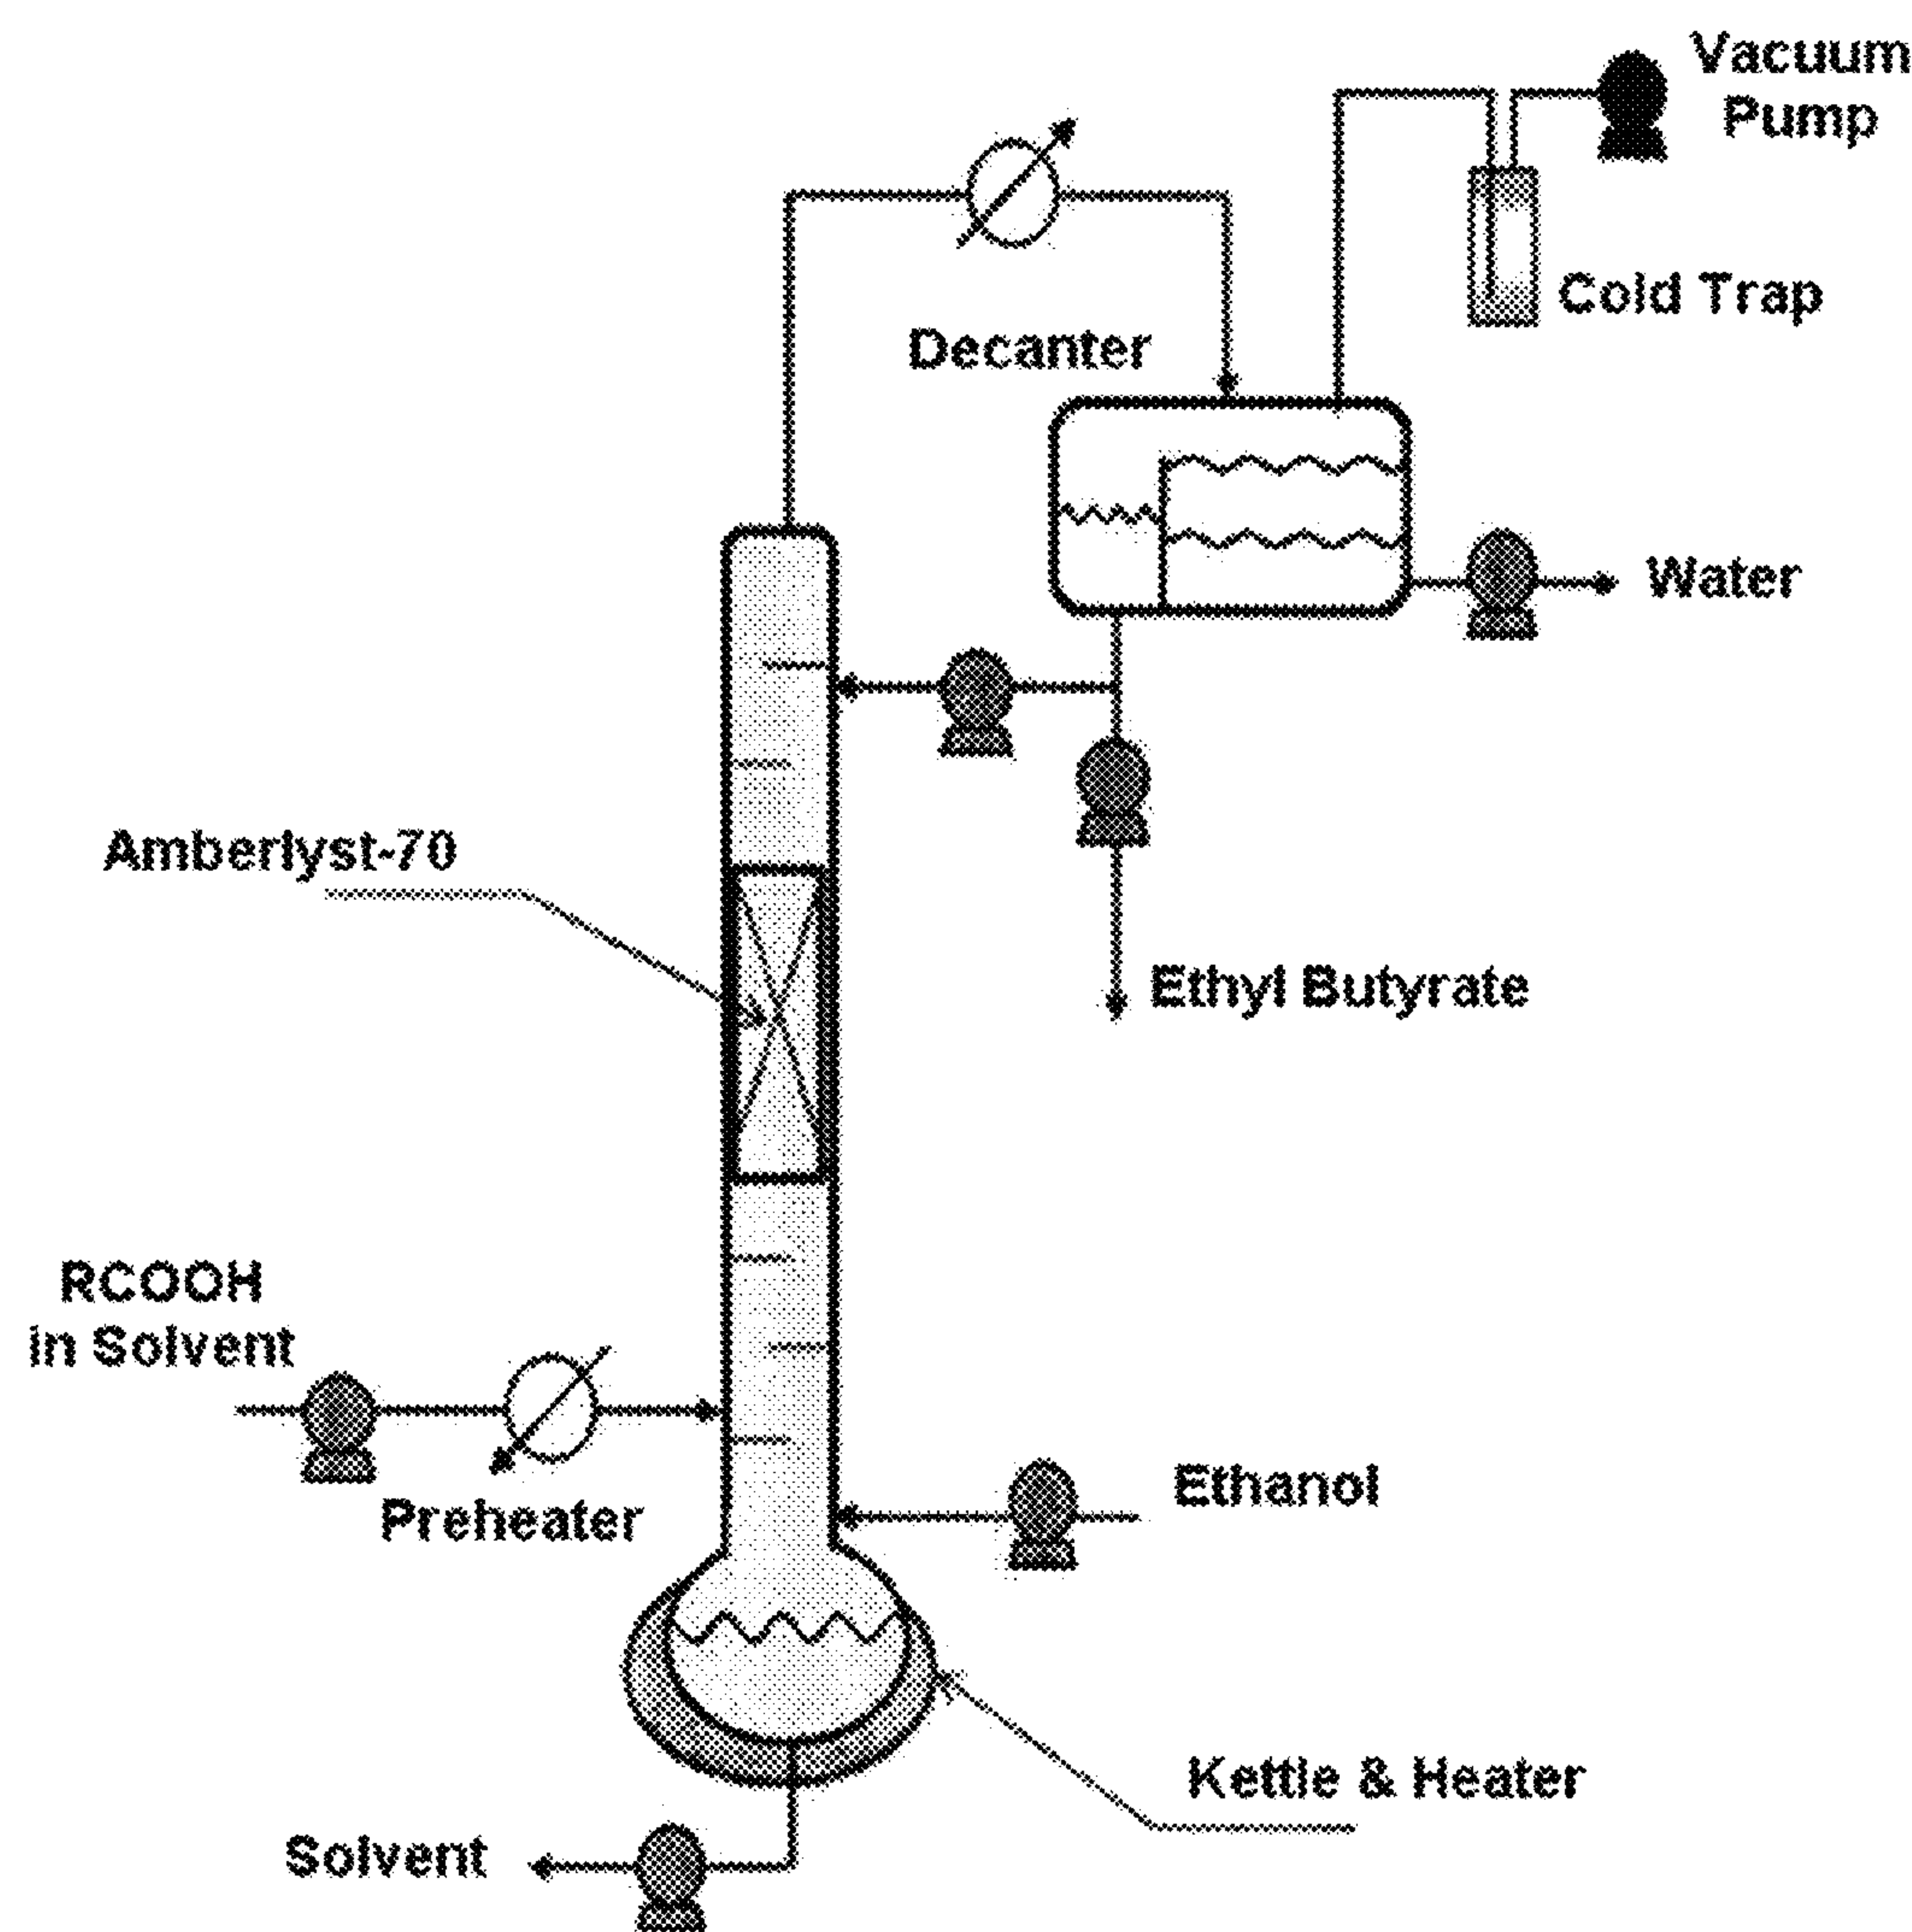 Vacuum
Pump
Cold Trap
Decanter
Water
Amberlyst-70
Ethyl Butyrate
RCOOH
in Solvent
Preheater
Ethanol
Kettle & Heater
Solvent